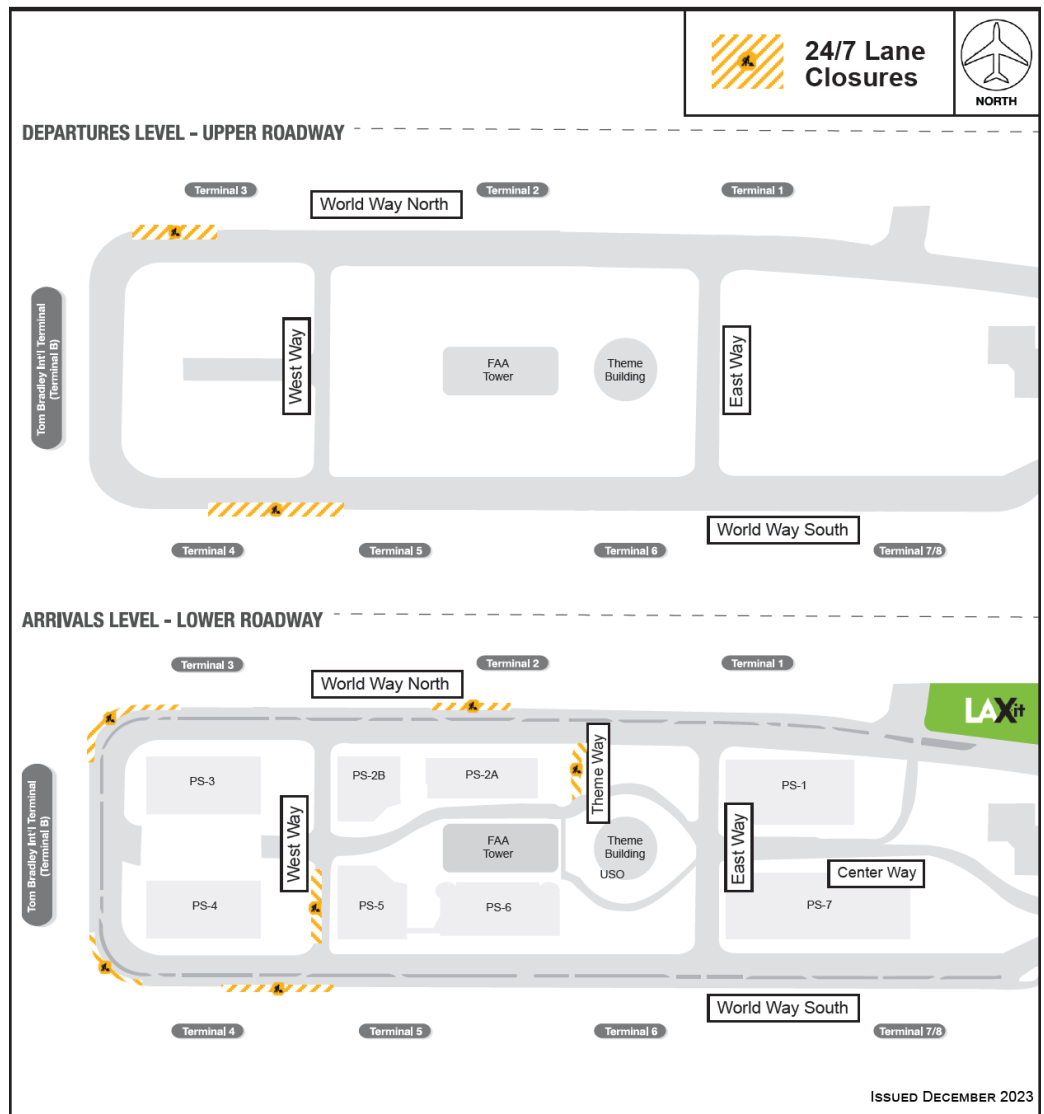 24/7 Lane
Closures
NORTH
DEPARTURES LEVEL - UPPER ROADWAY
Terminal 3
Terminal 2
Terminal 1
World Way North
Tom Bradley Int'l Terminal
(Terminal B)
West Way
FAA
Tower
Theme
Building
East Way
World Way South
Terminal 4
Terminal 5
Terminal 6
Terminal 7/8
ARRIVALS LEVEL - LOWER ROADWAY
Terminal 3
Terminal 2
Terminal 1
World Way North
LAXit
Theme Way
PS-3
PS-2B
PS-2A
PS-1
Tom Bradley Int'l Terminal
(Terminal B)
West Way
FAA
Tower
Theme
Building
USO
East Way
Center Way
PS-4
PS-5
PS-6
PS-7
World Way South
Terminal 4
Terminal 5
Terminal 6
Terminal 7/8
ISSUED DECEMBER 2023